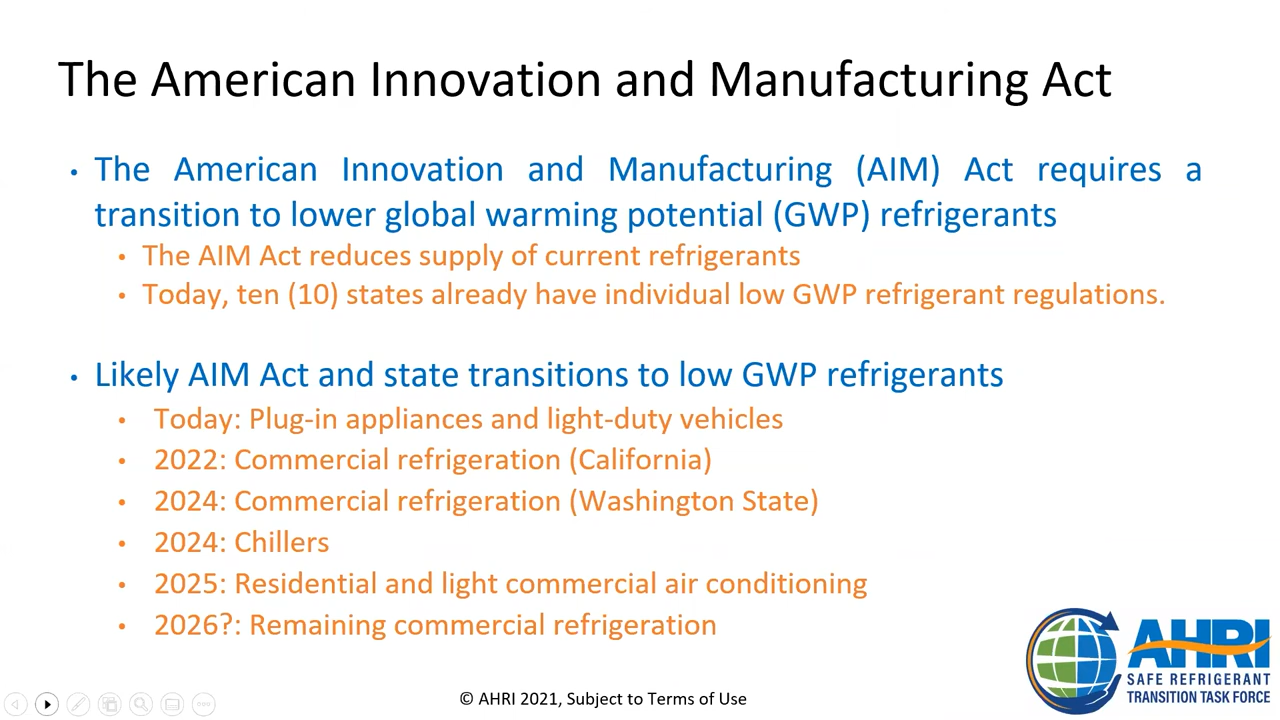 The American Innovation and Manufacturing Act
• The American Innovation and Manufacturing (AIM) Act requires a
transition to lower global warming potential (GWP) refrigerants
• The AIM Act reduces supply of current refrigerants
• Today, ten (10) states already have individual low GWP refrigerant regulations.
• Likely AIM Act and state transitions to low GWP refrigerants
• Today: Plug-in appliances and light-duty vehicles
• 2022: Commercial refrigeration (California)
• 2024: Commercial refrigeration (Washington State)
• 2024: Chillers
• 2025: Residential and light commercial air conditioning
• 2026?: Remaining commercial refrigeration
© AHRI 2021, Subject to Terms of Use
AHRI
SAFE REFRIGERANT
TRANSITION TASK FORCE